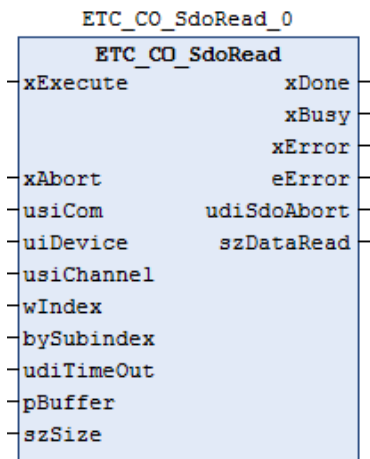 ETC_CO_SdoRead_0
ETC_CO_SdoRead
xExecute xDone
xBusy
xError
xAbort eError
usiCom udiSdoAbort
uiDevice szDataRead
usiChannel
wIndex
bySubindex
udiTimeOut
pBuffer
szSize